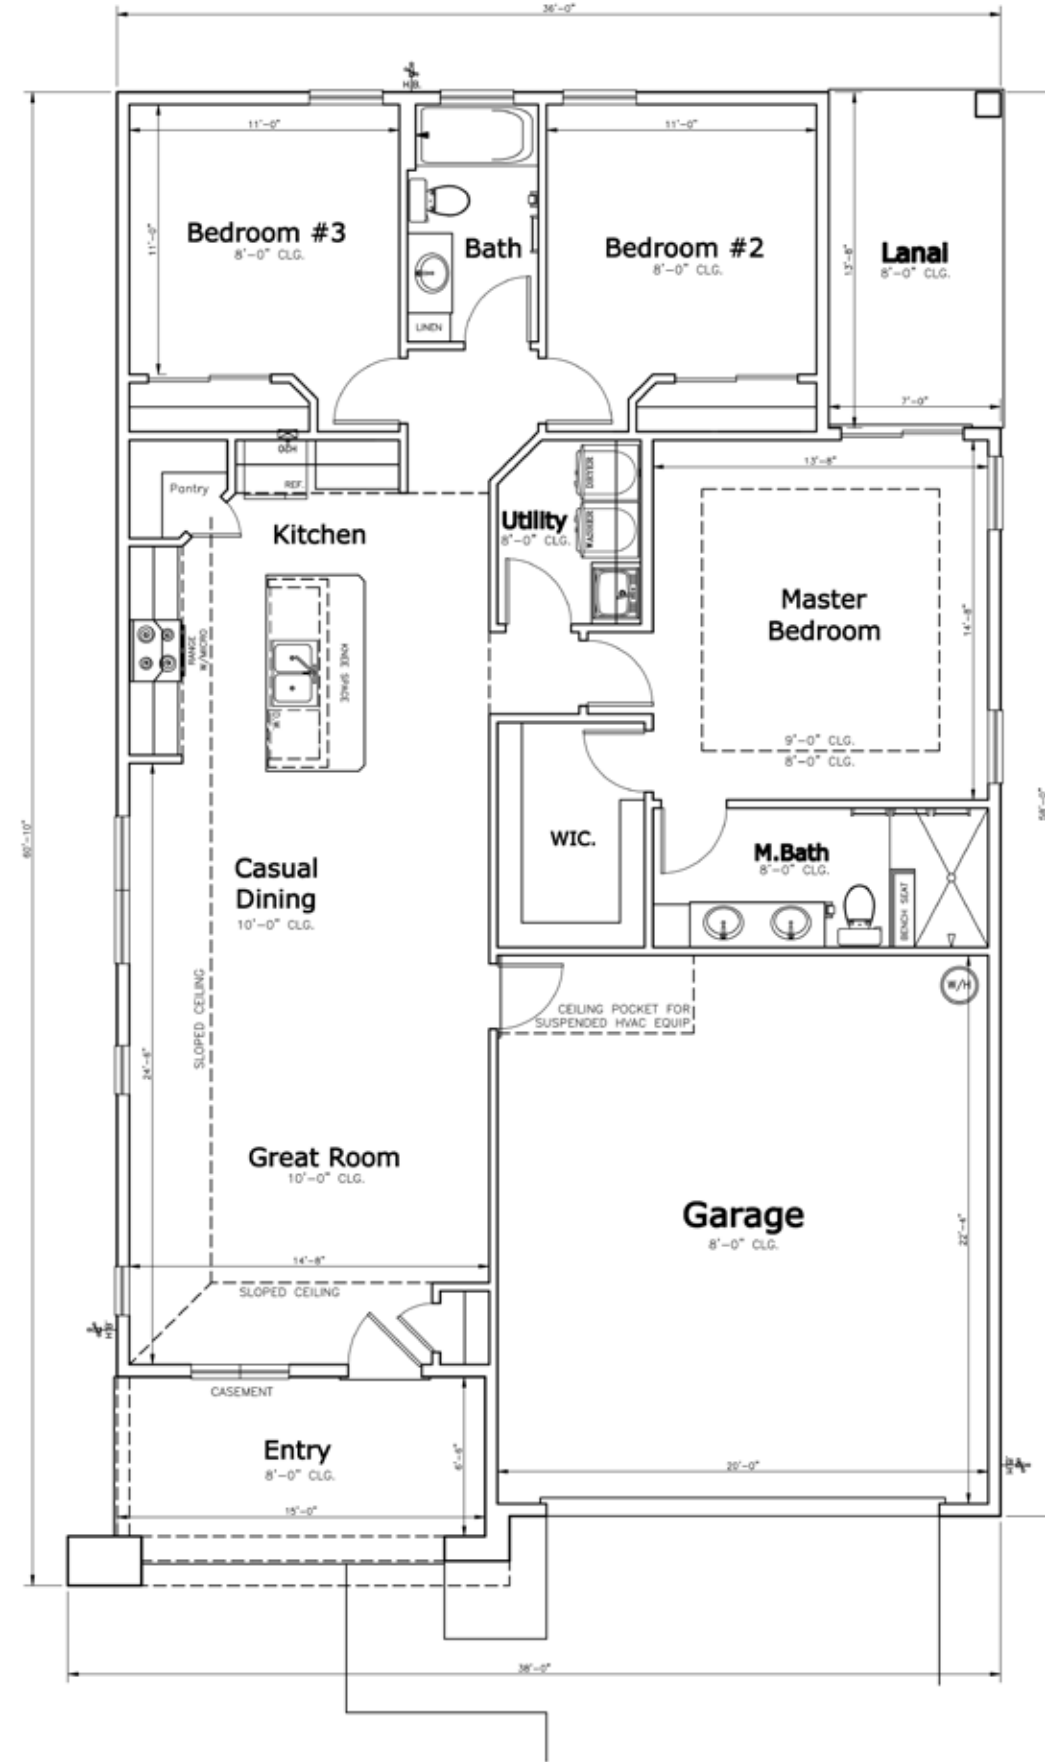 36'-0"
H.B.
11'-0"
11'-0"
11'-0"
Bedroom #3
8'-0" CLG.
Bath
LINEN
Bedroom #2
8'-0" CLG.
13'-8"
Lanai
8'-0" CLG.
7'-0"
H2O
REF.
Pantry
Kitchen
RANGE
W/MICRO
KNEE SPACE
D.W.
Utility
8'-0" CLG.
DRYER
WASHER
13'-8"
14'-8"
Master
Bedroom
9'-0" CLG.
8'-0" CLG.
60'-10"
58'-0"
WIC.
M.Bath
8'-0" CLG.
BENCH SEAT
Casual
Dining
10'-0" CLG.
SLOPED CEILING
24'-6"
W/H
CEILING POCKET FOR
SUSPENDED HVAC EQUIP
Great Room
10'-0" CLG.
14'-8"
SLOPED CEILING
Garage
8'-0" CLG.
22'-4"
20'-0"
H.B.
H.B.
CASEMENT
Entry
8'-0" CLG.
6'-6"
15'-0"
38'-0"